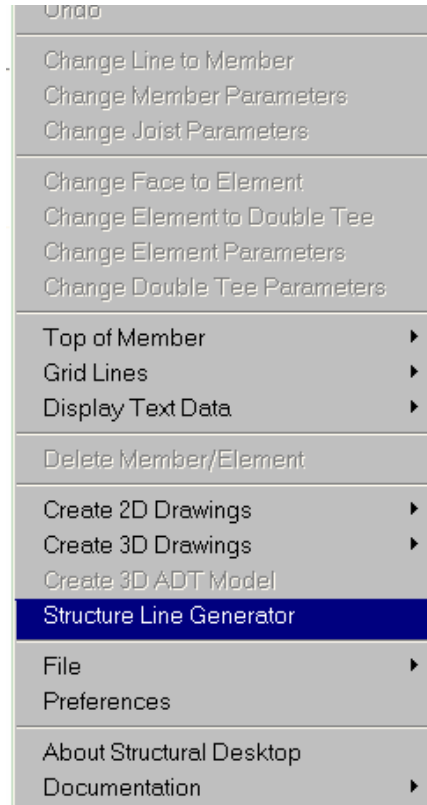 Undo
Change Line to Member
Change Member Parameters
Change Joist Parameters
Change Face to Element
Change Element to Double Tee
Change Element Parameters
Change Double Tee Parameters
Top of Member
Grid Lines
Display Text Data
Delete Member/Element
Create 2D Drawings
Create 3D Drawings
Create 3D ADT Model
Structure Line Generator
File
Preferences
About Structural Desktop
Documentation